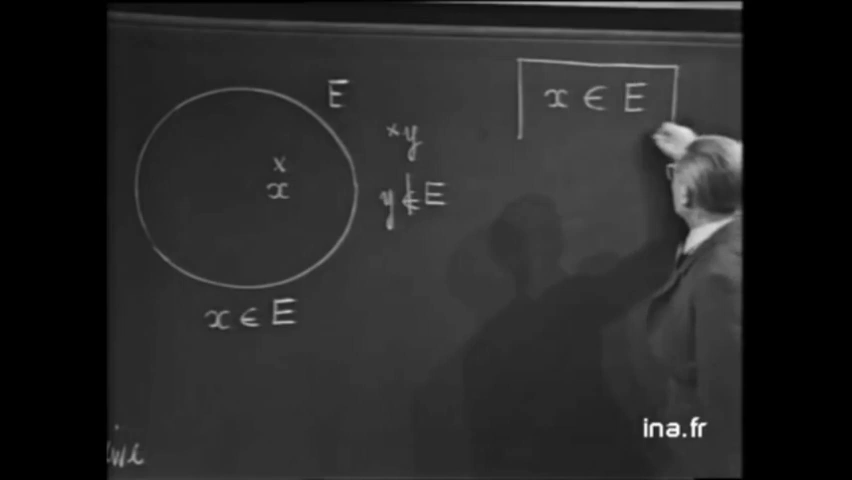 E
x ∈ E
× y
×
x
y ∉ E
x ∈ E
ina.fr